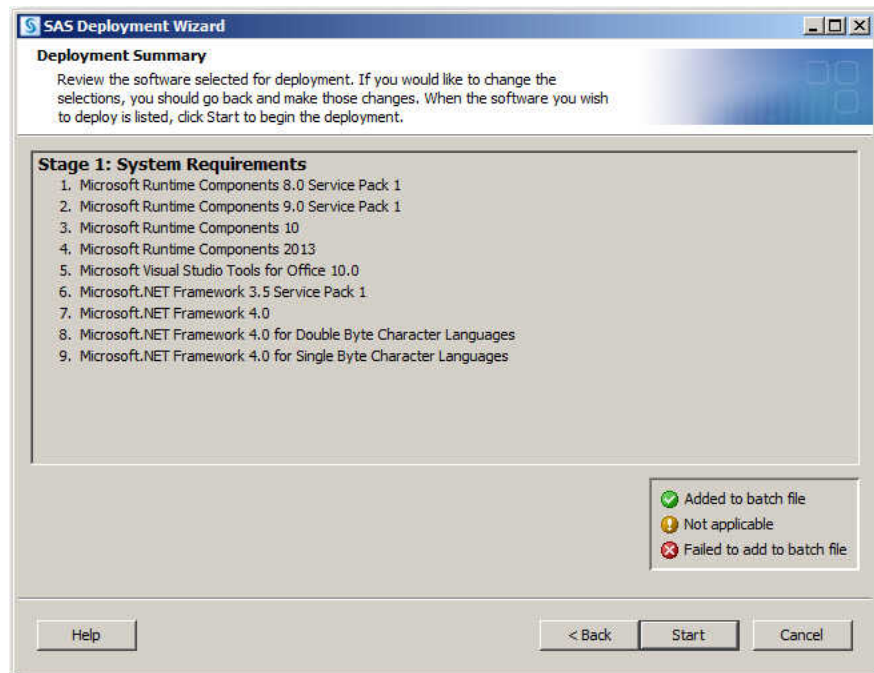 SAS Deployment Wizard
Deployment Summary
Review the software selected for deployment. If you would like to change the
selections, you should go back and make those changes. When the software you wish
to deploy is listed, click Start to begin the deployment.
Stage 1: System Requirements
1. Microsoft Runtime Components 8.0 Service Pack 1
2. Microsoft Runtime Components 9.0 Service Pack 1
3. Microsoft Runtime Components 10
4. Microsoft Runtime Components 2013
5. Microsoft Visual Studio Tools for Office 10.0
6. Microsoft.NET Framework 3.5 Service Pack 1
7. Microsoft.NET Framework 4.0
8. Microsoft.NET Framework 4.0 for Double Byte Character Languages
9. Microsoft.NET Framework 4.0 for Single Byte Character Languages
Added to batch file
Not applicable
Failed to add to batch file
Help
< Back
Start
Cancel